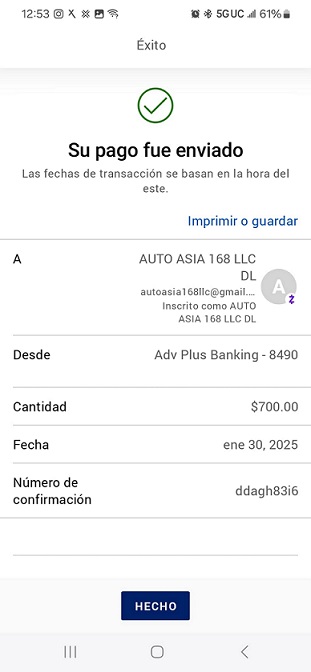 12:53 5GUC 61%
Éxito
Su pago fue enviado
Las fechas de transacción se basan en la hora del
este.
Imprimir o guardar
A AUTO ASIA 168 LLC
DL
autoasia168llc@gmail....
Inscrito como AUTO
ASIA 168 LLC DL
A
Desde Adv Plus Banking - 8490
Cantidad $700.00
Fecha ene 30, 2025
Número de
confirmación ddagh83i6
HECHO